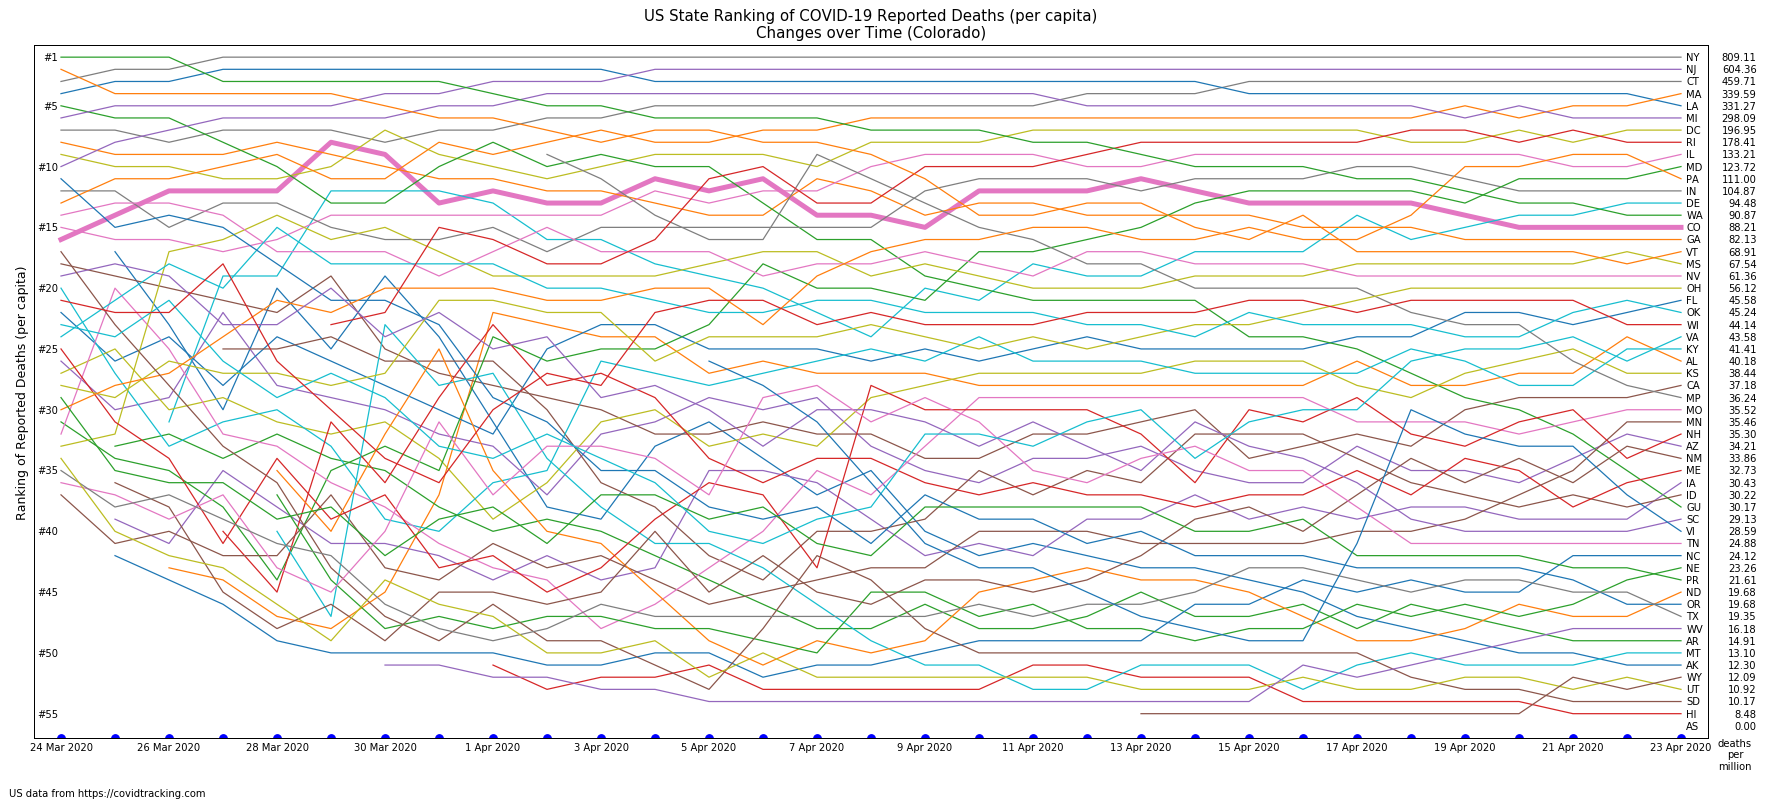 US State Ranking of COVID-19 Reported Deaths (per capita)
Changes over Time (Colorado)
Ranking of Reported Deaths (per capita)
#1
#5
#10
#15
#20
#25
#30
#35
#40
#45
#50
#55
NY 809.11
NJ 604.36
CT 459.71
MA 339.59
LA 331.27
MI 298.09
DC 196.95
RI 178.41
IL 133.21
MD 123.72
PA 111.00
IN 104.87
DE 94.48
WA 90.87
CO 88.21
GA 82.13
VT 68.91
MS 67.54
NV 61.36
OH 56.12
FL 45.58
OK 45.24
WI 44.14
VA 43.58
KY 41.41
AL 40.18
KS 38.44
CA 37.18
MP 36.24
MO 35.52
MN 35.46
NH 35.30
AZ 34.21
NM 33.86
ME 32.73
IA 30.43
ID 30.22
GU 30.17
SC 29.13
VI 28.59
TN 24.88
NC 24.12
NE 23.26
PR 21.61
ND 19.68
OR 19.68
TX 19.35
WV 16.18
AR 14.91
MT 13.10
AK 12.30
WY 12.09
UT 10.92
SD 10.17
HI 8.48
AS 0.00
24 Mar 2020 26 Mar 2020 28 Mar 2020 30 Mar 2020 1 Apr 2020 3 Apr 2020 5 Apr 2020 7 Apr 2020 9 Apr 2020 11 Apr 2020 13 Apr 2020 15 Apr 2020 17 Apr 2020 19 Apr 2020 21 Apr 2020 23 Apr 2020
deaths
per
million
US data from https://covidtracking.com